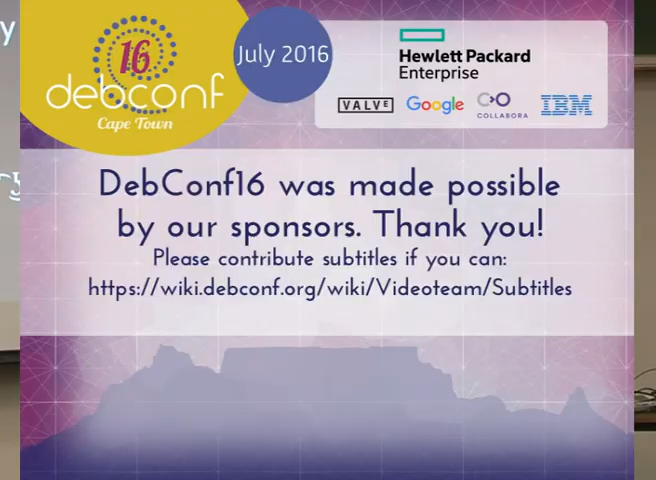 16
debconf
Cape Town
July 2016
Hewlett Packard
Enterprise
VALVE Google COLLABORA IBM
DebConf16 was made possible
by our sponsors. Thank you!
Please contribute subtitles if you can:
https://wiki.debconf.org/wiki/Videoteam/Subtitles